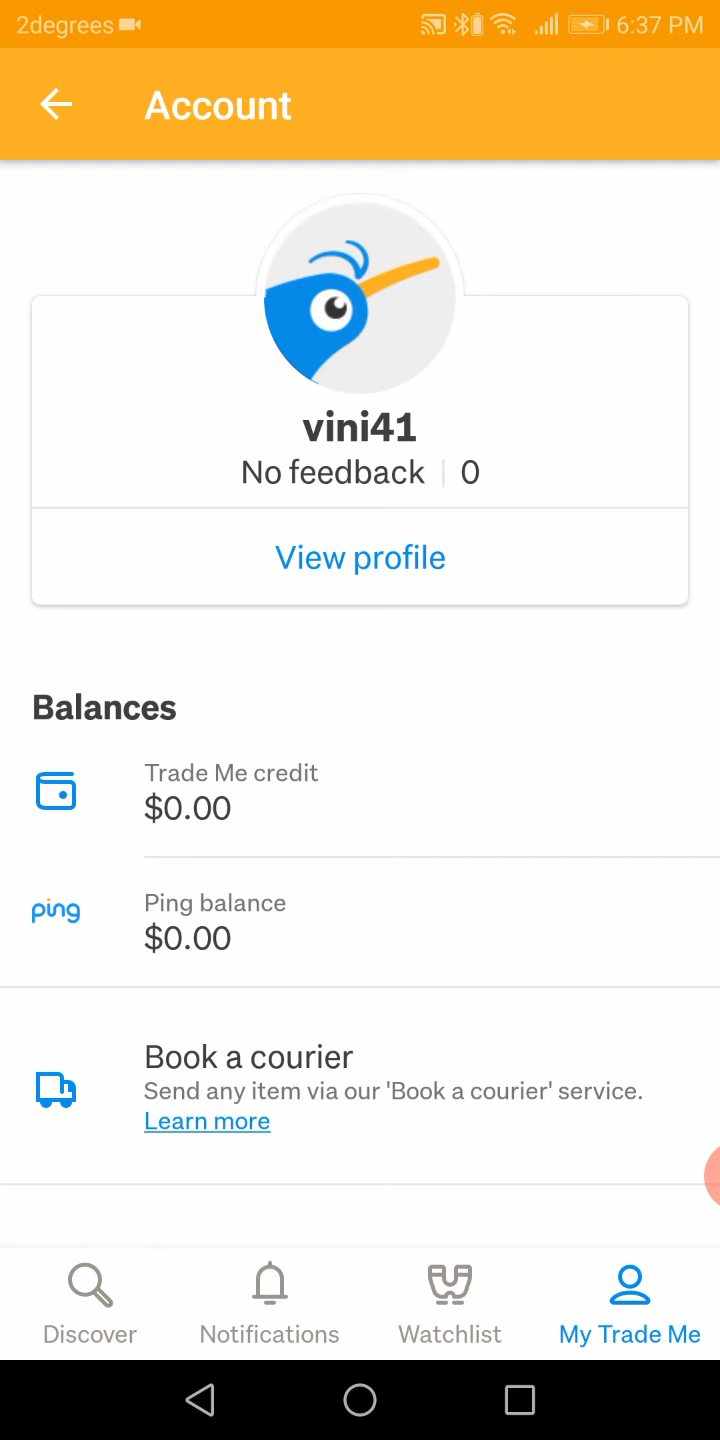 2degrees 6:37 PM
Account
vini41
No feedback 0
View profile
Balances
Trade Me credit
$0.00
ping
Ping balance
$0.00
Book a courier
Send any item via our 'Book a courier' service.
Learn more
Discover Notifications Watchlist My Trade Me